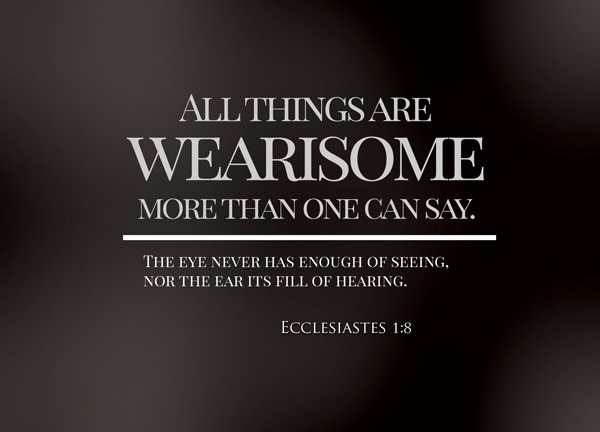 ALL THINGS ARE
WEARISOME
MORE THAN ONE CAN SAY.
THE EYE NEVER HAS ENOUGH OF SEEING,
NOR THE EAR ITS FILL OF HEARING.
ECCLESIASTES 1:8